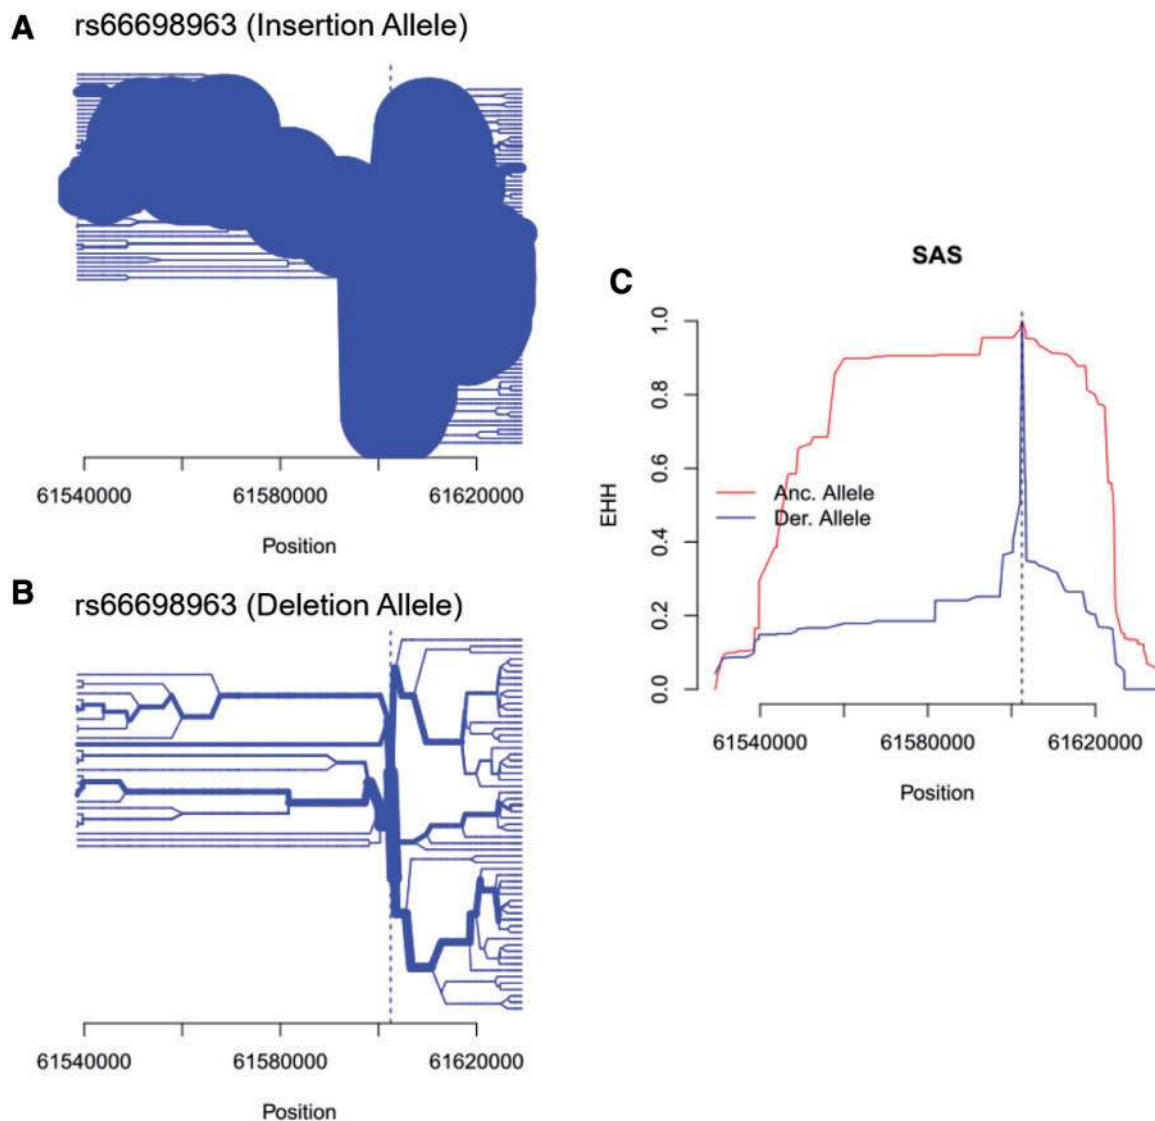 A
rs66698963 (Insertion Allele)
61540000 61580000 61620000
Position
B
rs66698963 (Deletion Allele)
61540000 61580000 61620000
Position
C
SAS
EHH
1.0
0.8
0.6
0.4
0.2
0.0
Anc. Allele
Der. Allele
61540000 61580000 61620000
Position